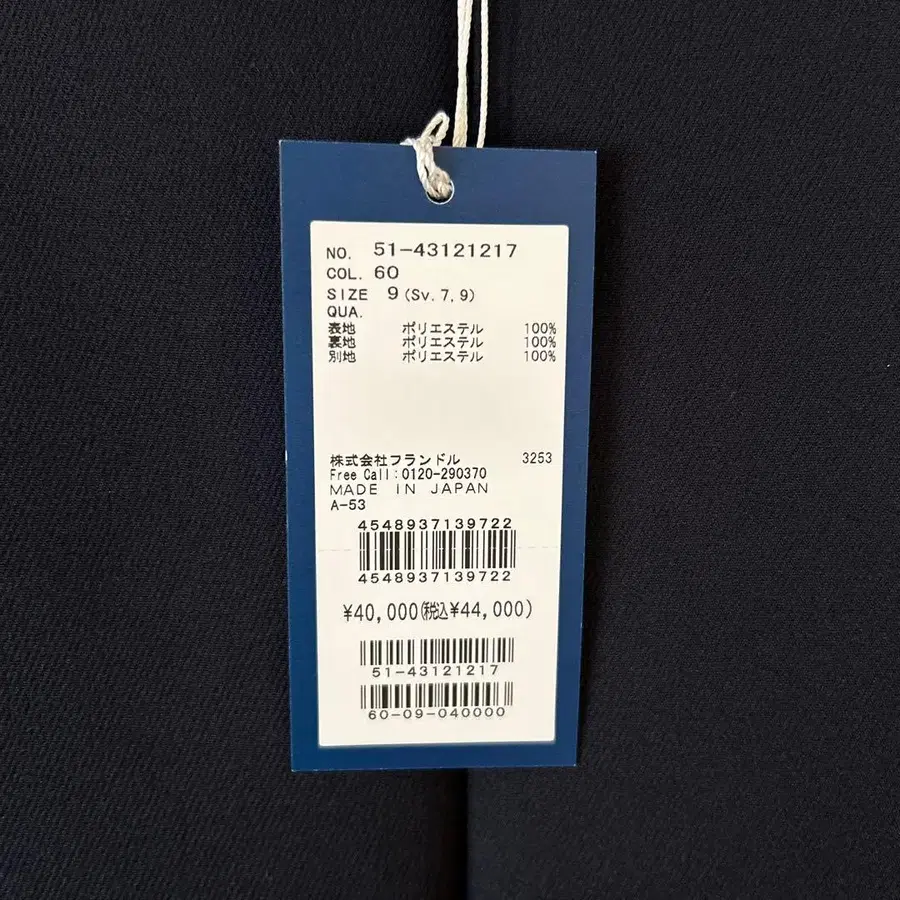 NO. 51-43121217
COL. 60
SIZE 9 (Sv. 7, 9)
QUA.
表地 ポリエステル 100%
裏地 ポリエステル 100%
別地 ポリエステル 100%
株式会社フランドル 3253
Free Call:0120-290370
MADE IN JAPAN
A-53
4548937139722
4548937139722
¥40,000(税込¥44,000)
51-43121217
60-09-040000